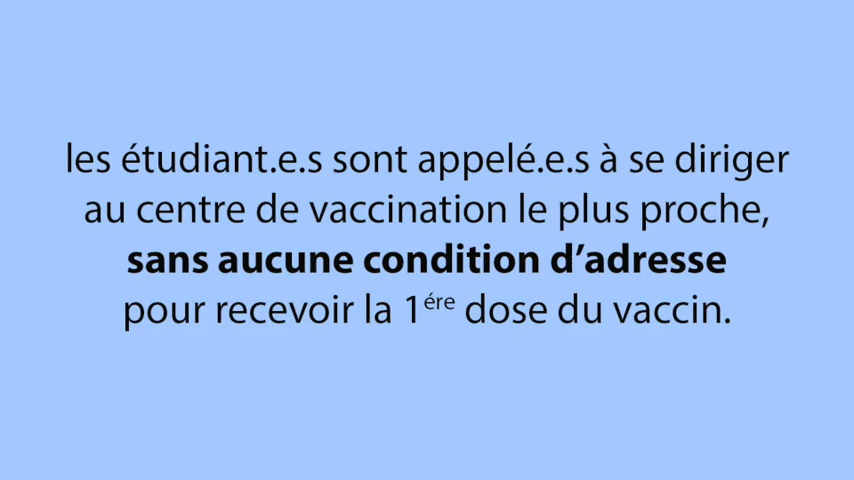 les étudiant.e.s sont appelé.e.s à se diriger
au centre de vaccination le plus proche,
sans aucune condition d’adresse
pour recevoir la 1ére dose du vaccin.